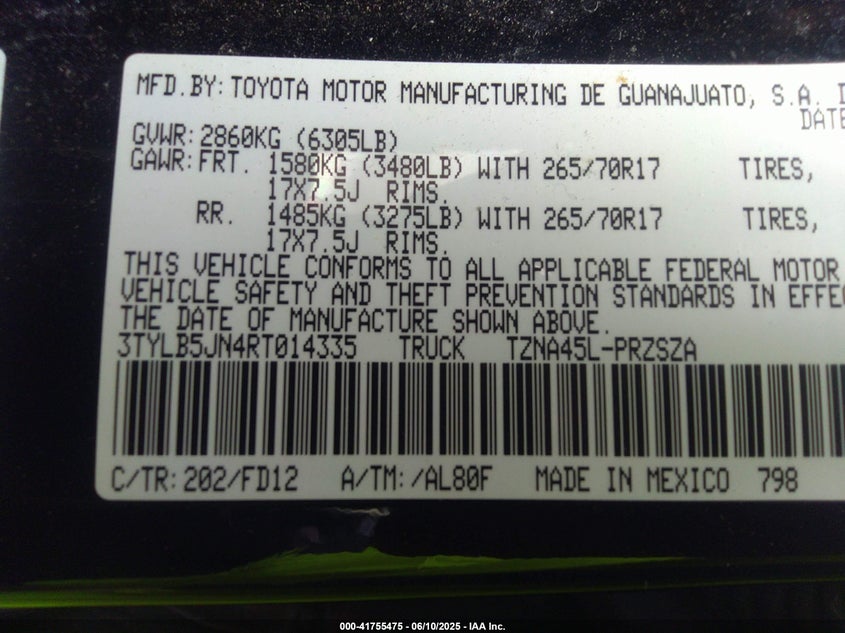 MFD.BY: TOYOTA MOTOR MANUFACTURING DE GUANAJUATO, S.A.
DATE
GVWR: 2860KG (6305LB)
GAWR: FRT. 1580KG (3480LB) WITH 265/70R17 TIRES,
17X7.5J RIMS.
RR. 1485KG (3275LB) WITH 265/70R17 TIRES,
17X7.5J RIMS.
THIS VEHICLE CONFORMS TO ALL APPLICABLE FEDERAL MOTOR
VEHICLE SAFETY AND THEFT PREVENTION STANDARDS IN EFFE
THE DATE OF MANUFACTURE SHOWN ABOVE.
3TYLB5JN4RT014335 TRUCK TZNA45L-PRZSZA
C/TR: 202/FD12 A/TM: /AL80F MADE IN MEXICO 798
000-41755475 - 06/10/2025 - IAA Inc.